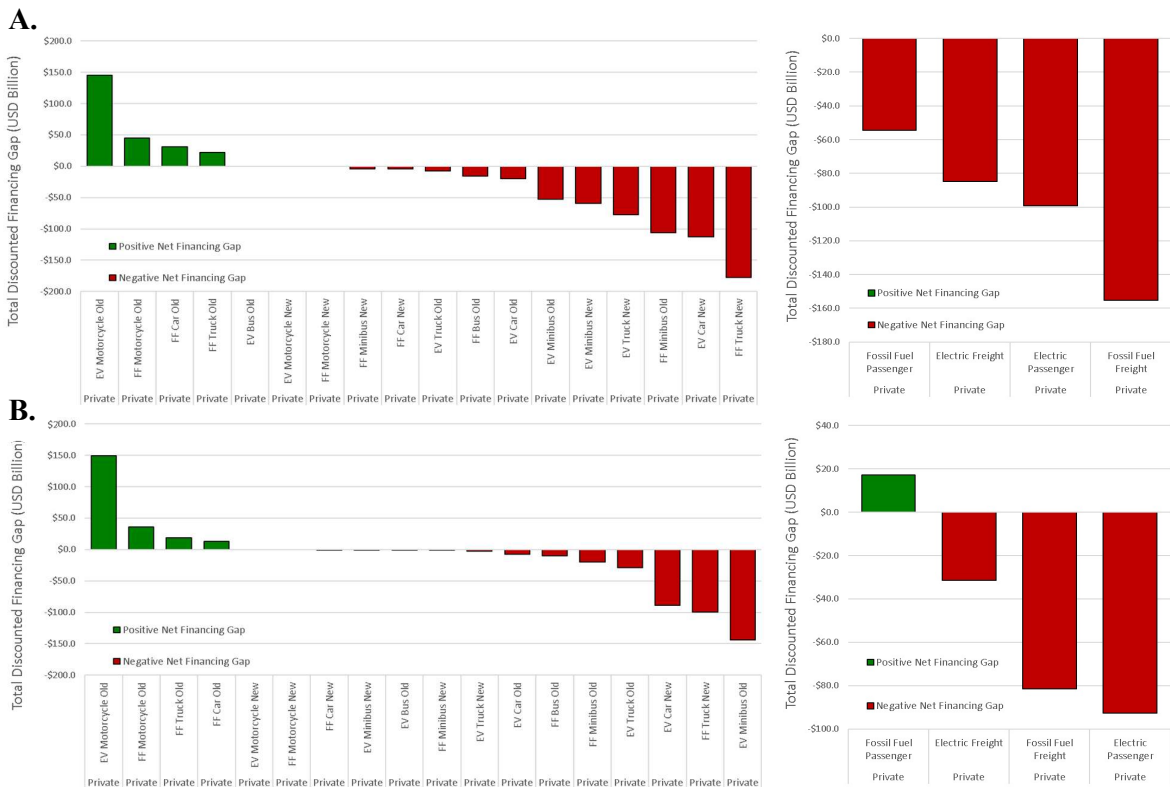 A.
Total Discounted Financing Gap (USD Billion)
$200.0
$150.0
$100.0
$50.0
$0.0
-$50.0
-$100.0
-$150.0
-$200.0
Positive Net Financing Gap
Negative Net Financing Gap
EV Motorcycle Old
FF Motorcycle Old
FF Car Old
FF Truck Old
EV Bus Old
EV Motorcycle New
FF Motorcycle New
FF Minibus New
FF Car New
EV Truck Old
FF Bus Old
EV Car Old
EV Minibus Old
EV Minibus New
EV Truck New
FF Minibus Old
EV Car New
FF Truck New
Private Private Private Private Private Private Private Private Private Private Private Private Private Private Private Private Private Private
Total Discounted Financing Gap (USD Billion)
$0.0
-$20.0
-$40.0
-$60.0
-$80.0
-$100.0
-$120.0
-$140.0
-$160.0
-$180.0
Positive Net Financing Gap
Negative Net Financing Gap
Fossil Fuel
Passenger
Electric Freight
Electric
Passenger
Fossil Fuel
Freight
Private Private Private Private
B.
Total Discounted Financing Gap (USD Billion)
$200.0
$150.0
$100.0
$50.0
$0.0
-$50.0
-$100.0
-$150.0
-$200.0
Positive Net Financing Gap
Negative Net Financing Gap
EV Motorcycle Old
FF Motorcycle Old
FF Truck Old
FF Car Old
EV Motorcycle New
FF Motorcycle New
FF Car New
EV Minibus New
EV Bus Old
FF Minibus New
EV Truck New
EV Car Old
FF Bus Old
FF Minibus Old
EV Truck Old
EV Car New
FF Truck New
EV Minibus Old
Private Private Private Private Private Private Private Private Private Private Private Private Private Private Private Private Private Private
Total Discounted Financing Gap (USD Billion)
$40.0
$20.0
$0.0
-$20.0
-$40.0
-$60.0
-$80.0
-$100.0
Positive Net Financing Gap
Negative Net Financing Gap
Fossil Fuel
Passenger
Electric Freight
Fossil Fuel
Freight
Electric
Passenger
Private Private Private Private